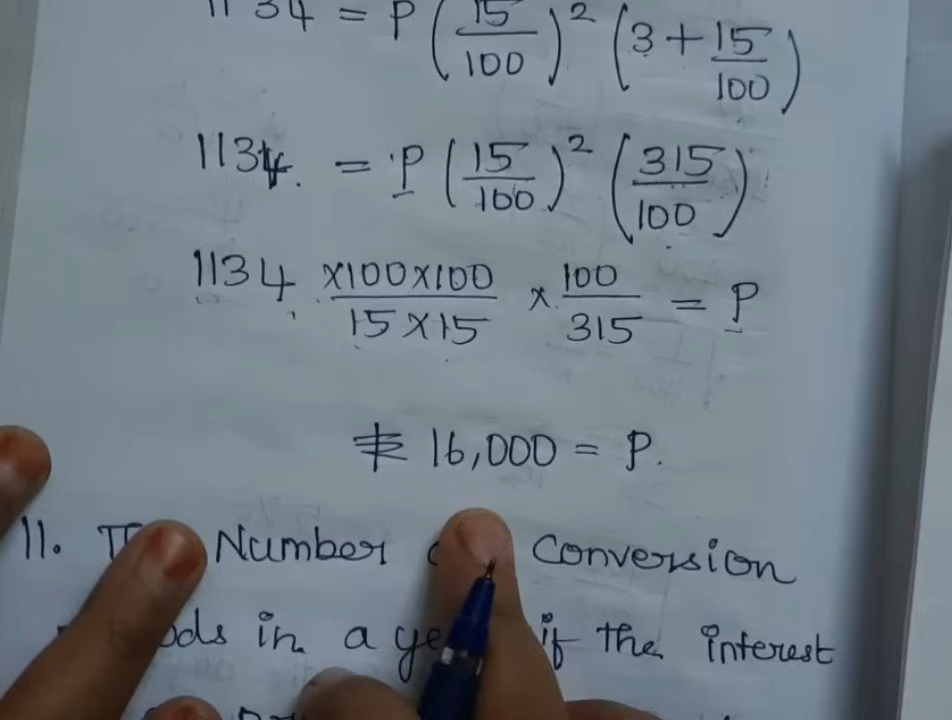 1134 = P (15/100)² (3 + 15/100)
1134. = P (15/100)² (315/100)
1134 ×100×100/15×15 × 100/315 = P
16,000 = P.
11. Number Conversion
in a if the interest